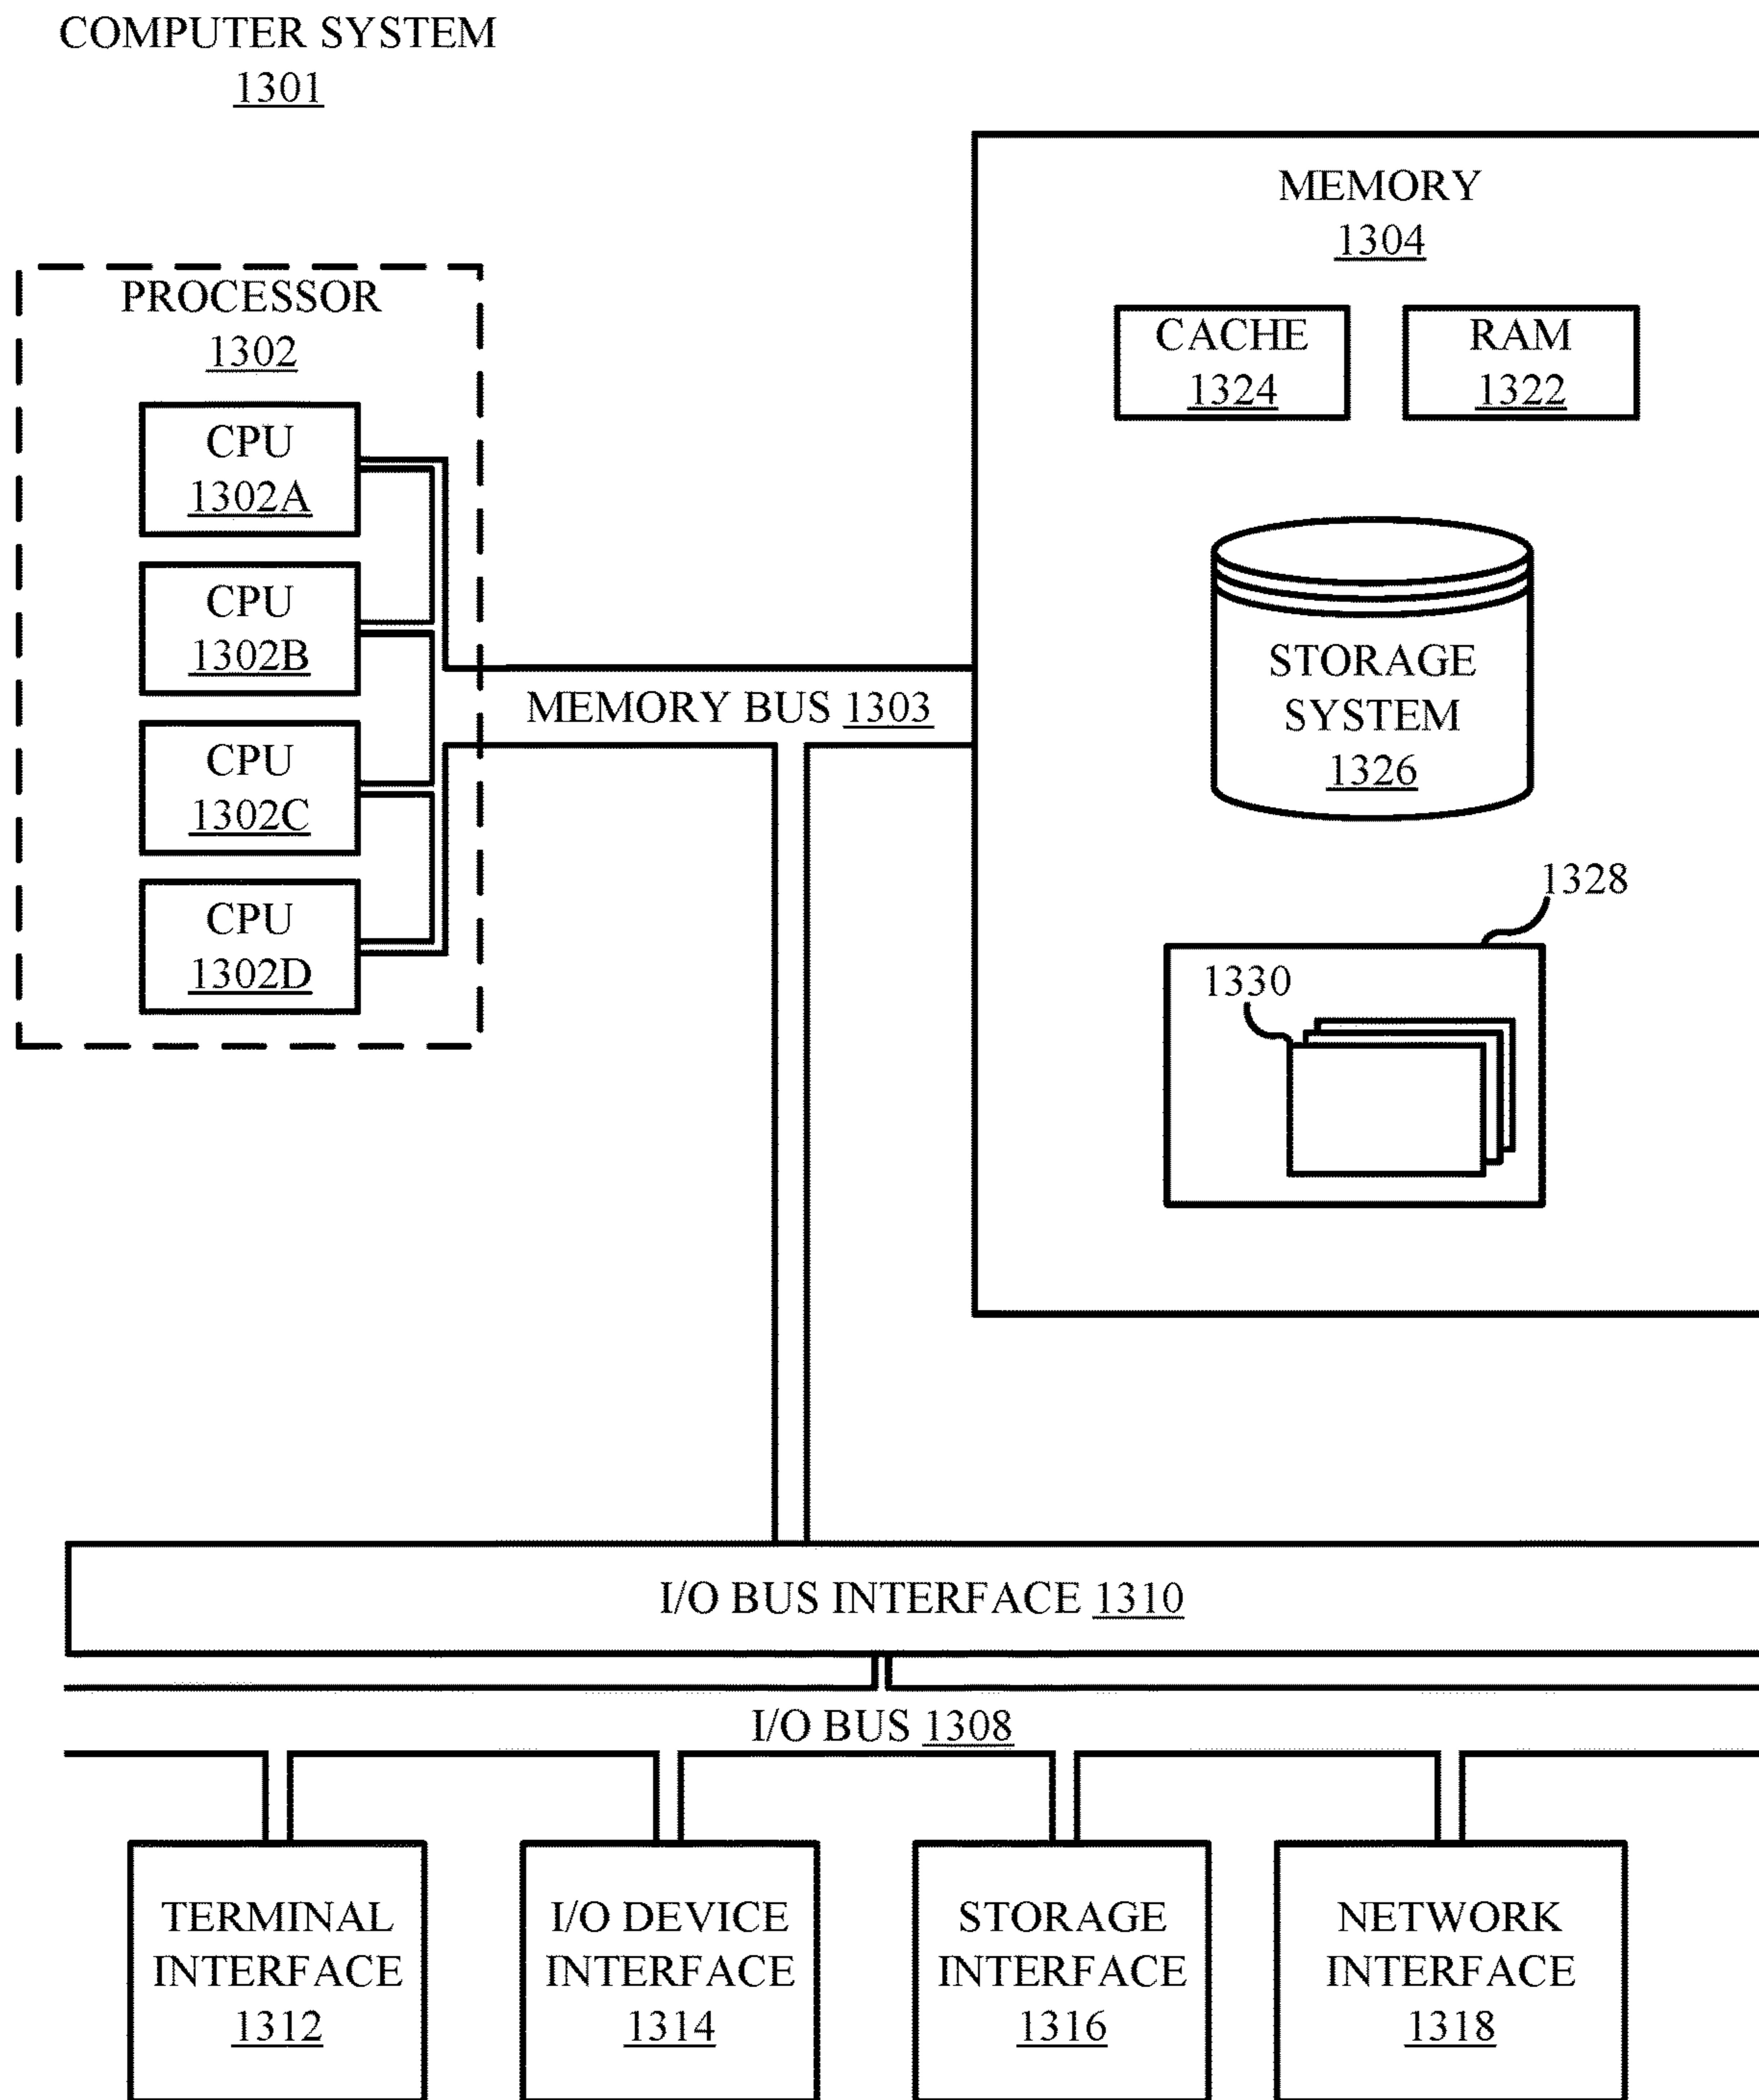 COMPUTER SYSTEM
1301
MEMORY
1304
PROCESSOR
1302
CACHE
1324
RAM
1322
CPU
1302A
CPU
1302B
CPU
1302C
CPU
1302D
MEMORY BUS 1303
STORAGE
SYSTEM
1326
1328
1330
I/O BUS INTERFACE 1310
I/O BUS 1308
TERMINAL
INTERFACE
1312
I/O DEVICE
INTERFACE
1314
STORAGE
INTERFACE
1316
NETWORK
INTERFACE
1318